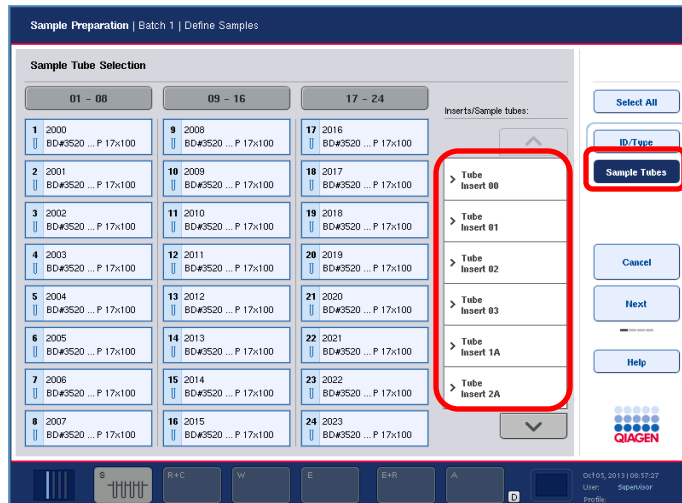 Sample Preparation | Batch 1 | Define Samples
Sample Tube Selection
01 - 08
09 - 16
17 - 24
Inserts/Sample tubes:
1 2000
BD#3520 ... P 17x100
9 2008
BD#3520 ... P 17x100
17 2016
BD#3520 ... P 17x100
2 2001
BD#3520 ... P 17x100
10 2009
BD#3520 ... P 17x100
18 2017
BD#3520 ... P 17x100
3 2002
BD#3520 ... P 17x100
11 2010
BD#3520 ... P 17x100
19 2018
BD#3520 ... P 17x100
4 2003
BD#3520 ... P 17x100
12 2011
BD#3520 ... P 17x100
20 2019
BD#3520 ... P 17x100
5 2004
BD#3520 ... P 17x100
13 2012
BD#3520 ... P 17x100
21 2020
BD#3520 ... P 17x100
6 2005
BD#3520 ... P 17x100
14 2013
BD#3520 ... P 17x100
22 2021
BD#3520 ... P 17x100
7 2006
BD#3520 ... P 17x100
15 2014
BD#3520 ... P 17x100
23 2022
BD#3520 ... P 17x100
8 2007
BD#3520 ... P 17x100
16 2015
BD#3520 ... P 17x100
24 2023
BD#3520 ... P 17x100
> Tube
Insert 00
> Tube
Insert 01
> Tube
Insert 02
> Tube
Insert 03
> Tube
Insert 1A
> Tube
Insert 2A
Select All
ID/Type
Sample Tubes
Cancel
Next
Help
QIAGEN
S
R+C
W
E
E+R
A
D
Oct 05, 2013 | 08:57:27
User: Supervisor
Profile: